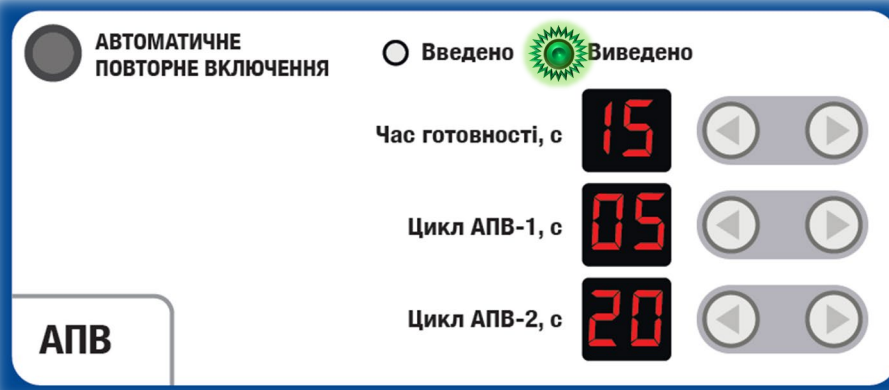 АВТОМАТИЧНЕ
ПОВТОРНЕ ВКЛЮЧЕННЯ
Введено Виведено
Час готовності, с 15
Цикл АПВ-1, с 05
Цикл АПВ-2, с 20
АПВ